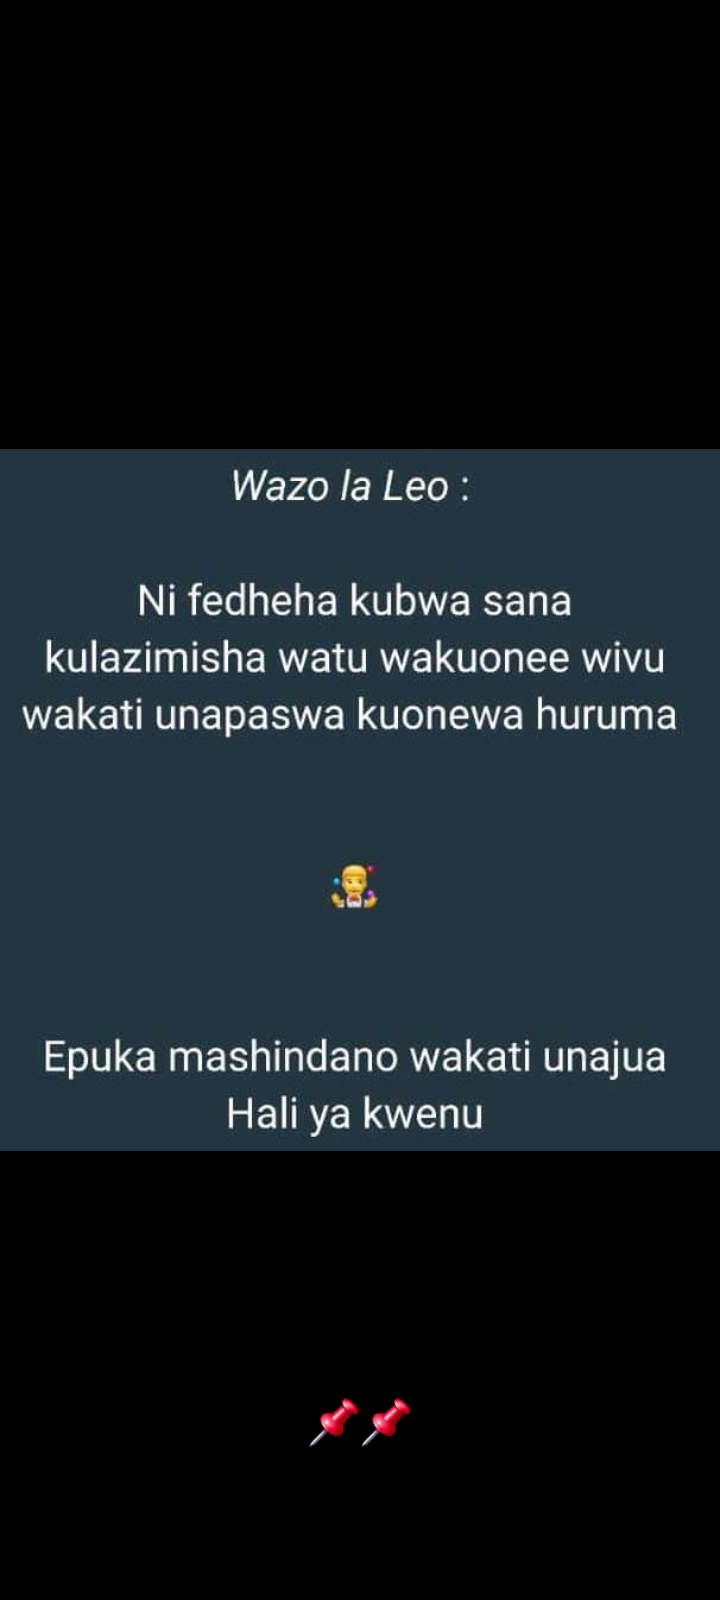 Wazo la Leo :
Ni fedheha kubwa sana
kulazimisha watu wakuonee wivu
wakati unapaswa kuonewa huruma
Epuka mashindano wakati unajua
Hali ya kwenu